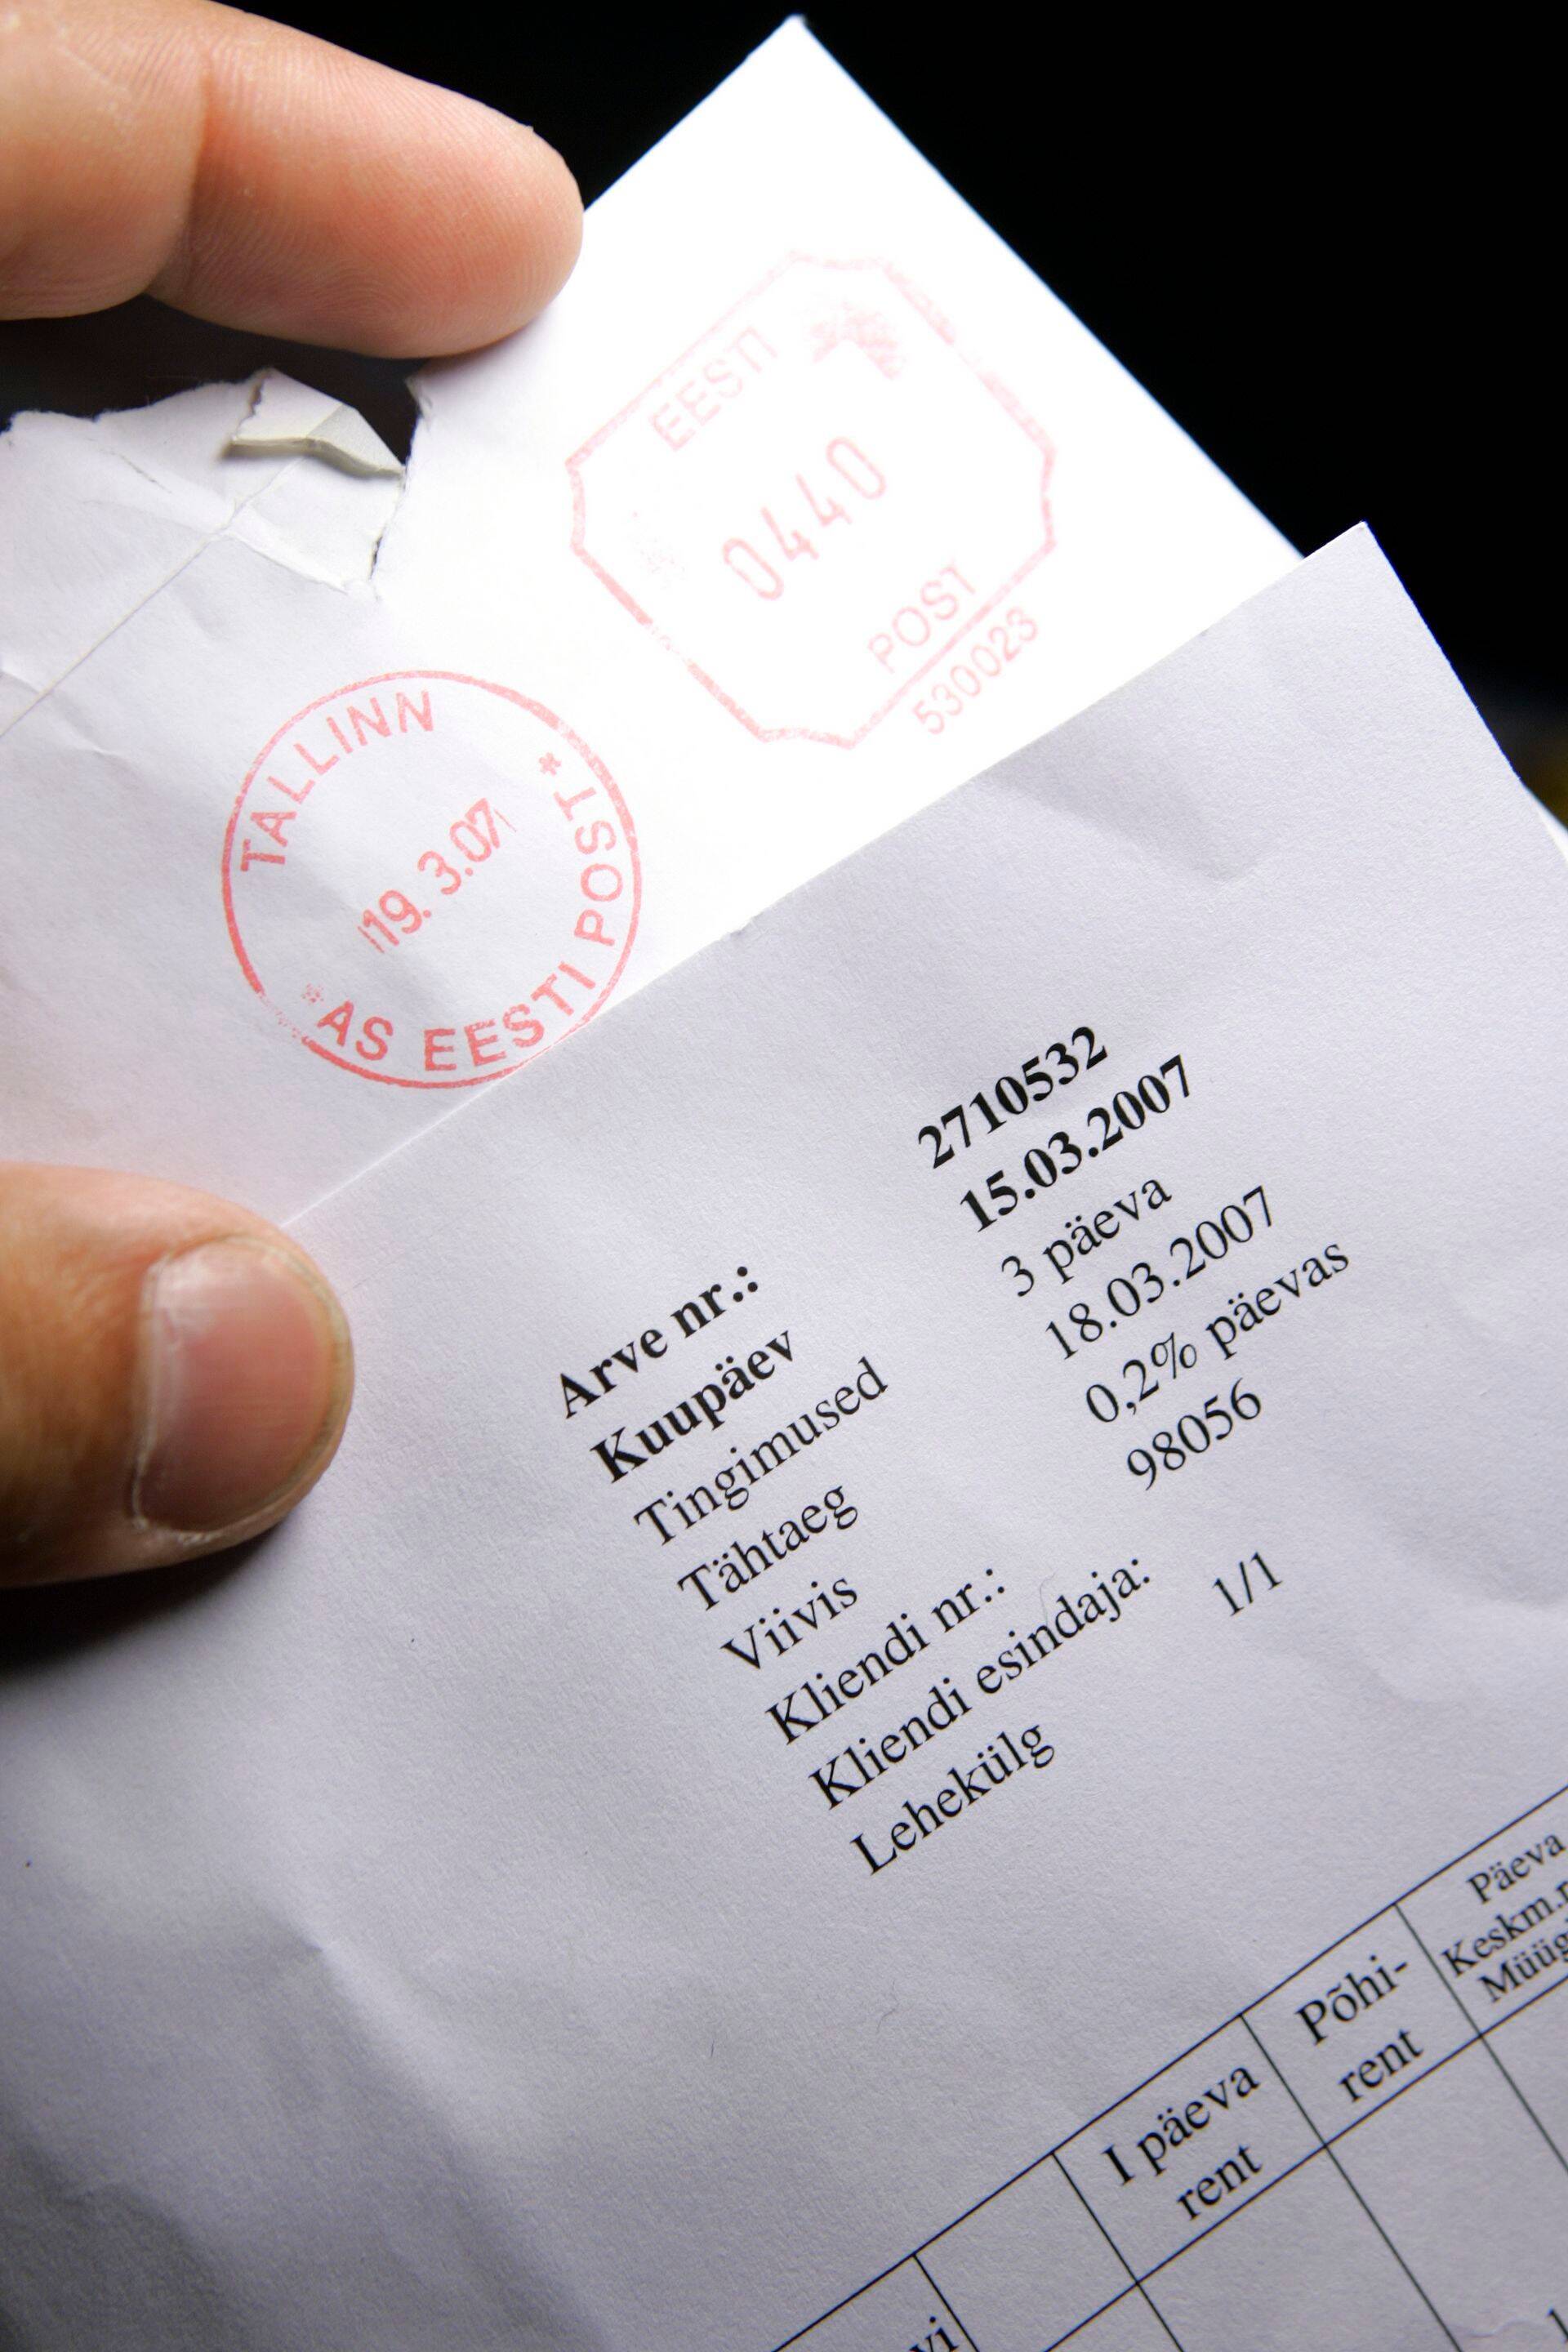 EESTI
0440
POST
530023
TALLINN
19. 3.07
* AS EESTI POST *
Arve nr.: 2710532
Kuupäev 15.03.2007
Tingimused 3 päeva
Tähtaeg 18.03.2007
Viivis 0,2% päevas
Kliendi nr.: 98056
Kliendi esindaja:
Lehekülg 1/1
I päeva
rent
Põhi-
rent
Päeva